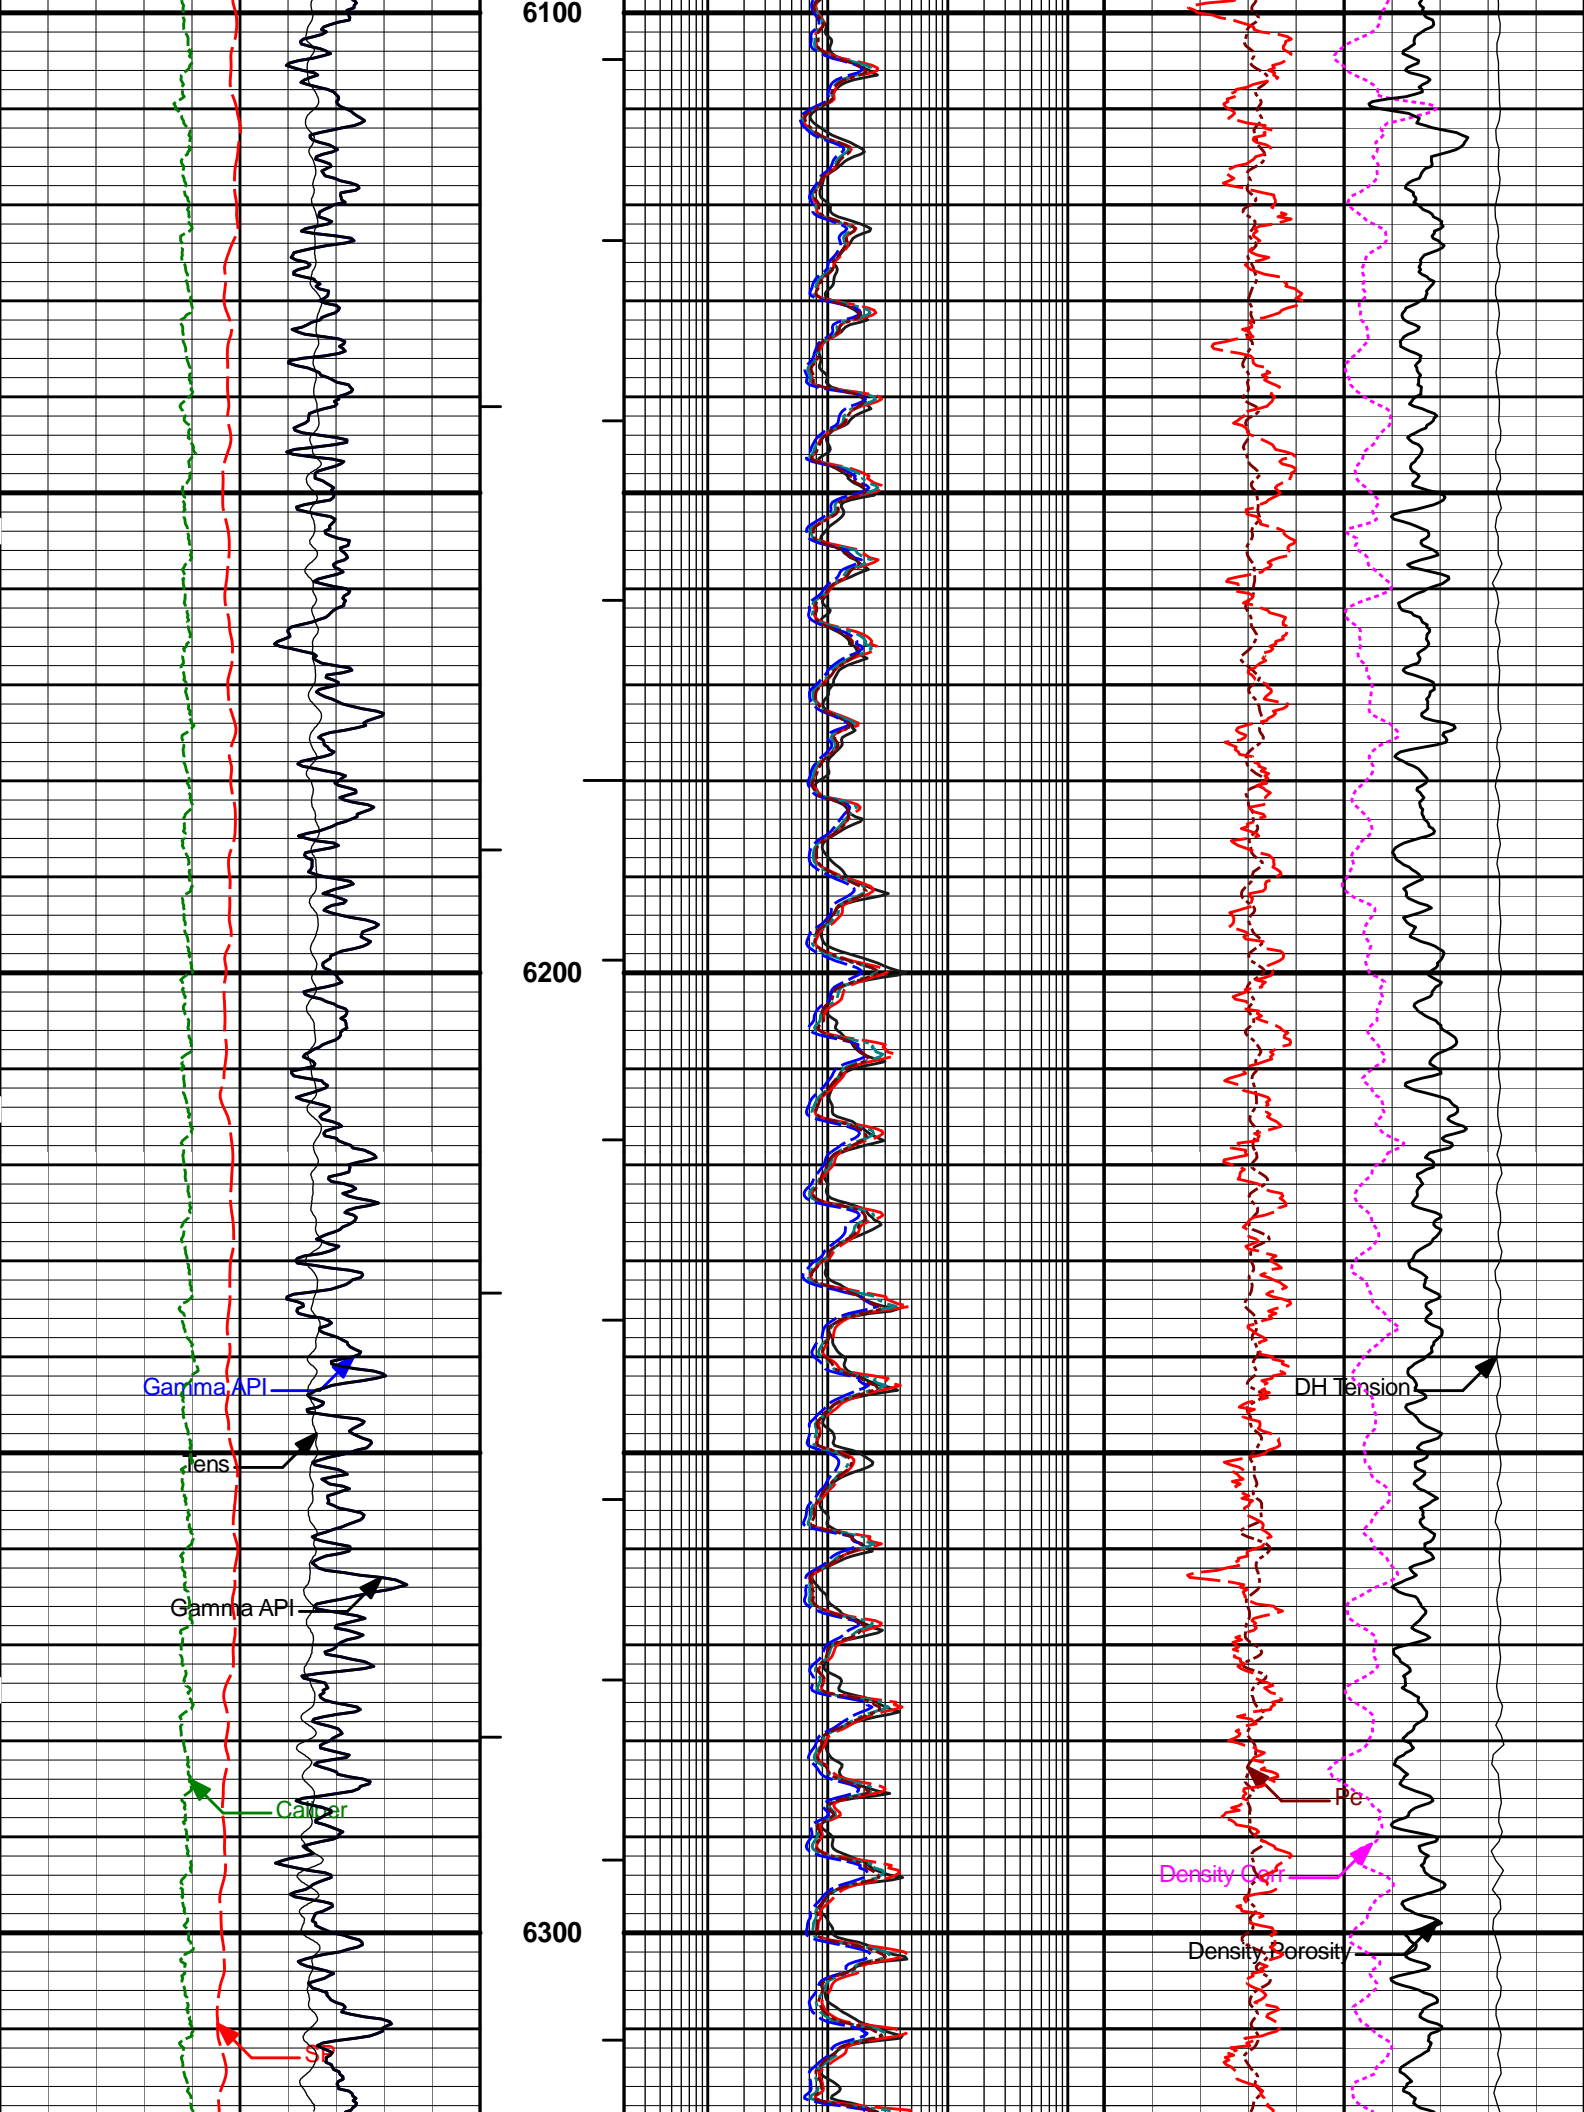 6100
6200
Gamma API
DH Tension
Tens
Gamma API
Caliper
Pe
Density Corr
6300
Density Porosity
SP